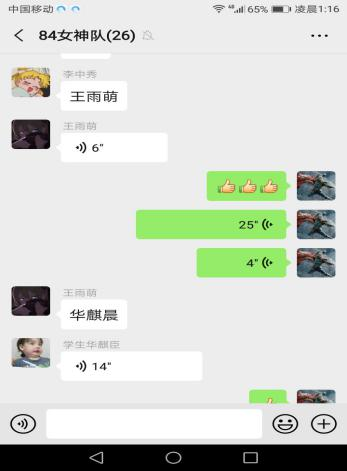 中国移动 4G 65% 凌晨1:16
84女神队(26)
李中秀
王雨萌
王雨萌
6"
25"
4"
王雨萌
华麒晨
学生华麒臣
14"